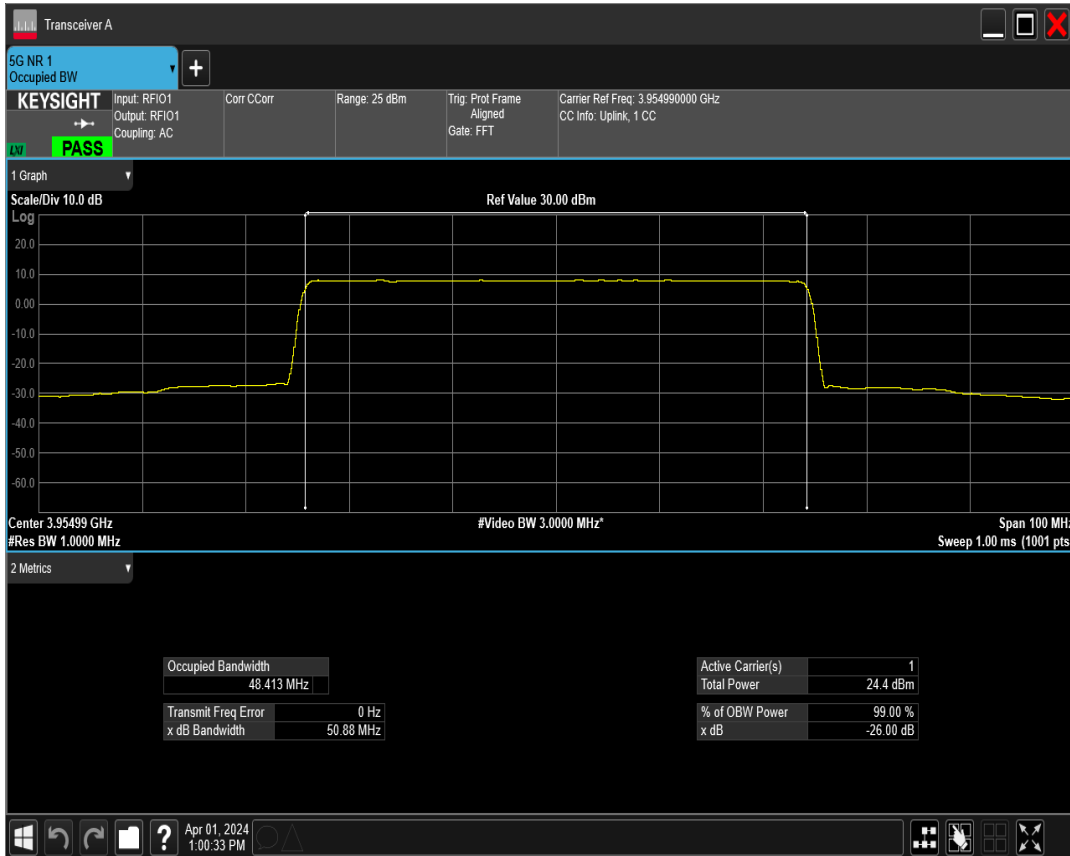 Transceiver A
5G NR 1
Occupied BW
KEYSIGHT
LXI
PASS
Input: RFIO1
Output: RFIO1
Coupling: AC
Corr CCorr
Range: 25 dBm
Trig: Prot Frame
Aligned
Gate: FFT
Carrier Ref Freq: 3.954990000 GHz
CC Info: Uplink, 1 CC
1 Graph
Scale/Div 10.0 dB
Ref Value 30.00 dBm
Log
20.0
10.0
0.00
-10.0
-20.0
-30.0
-40.0
-50.0
-60.0
Center 3.95499 GHz
#Video BW 3.0000 MHz*
Span 100 MHz
#Res BW 1.0000 MHz
Sweep 1.00 ms (1001 pts
2 Metrics
Occupied Bandwidth
48.413 MHz
Transmit Freq Error 0 Hz
x dB Bandwidth 50.88 MHz
Active Carrier(s) 1
Total Power 24.4 dBm
% of OBW Power 99.00 %
x dB -26.00 dB
?
Apr 01, 2024
1:00:33 PM